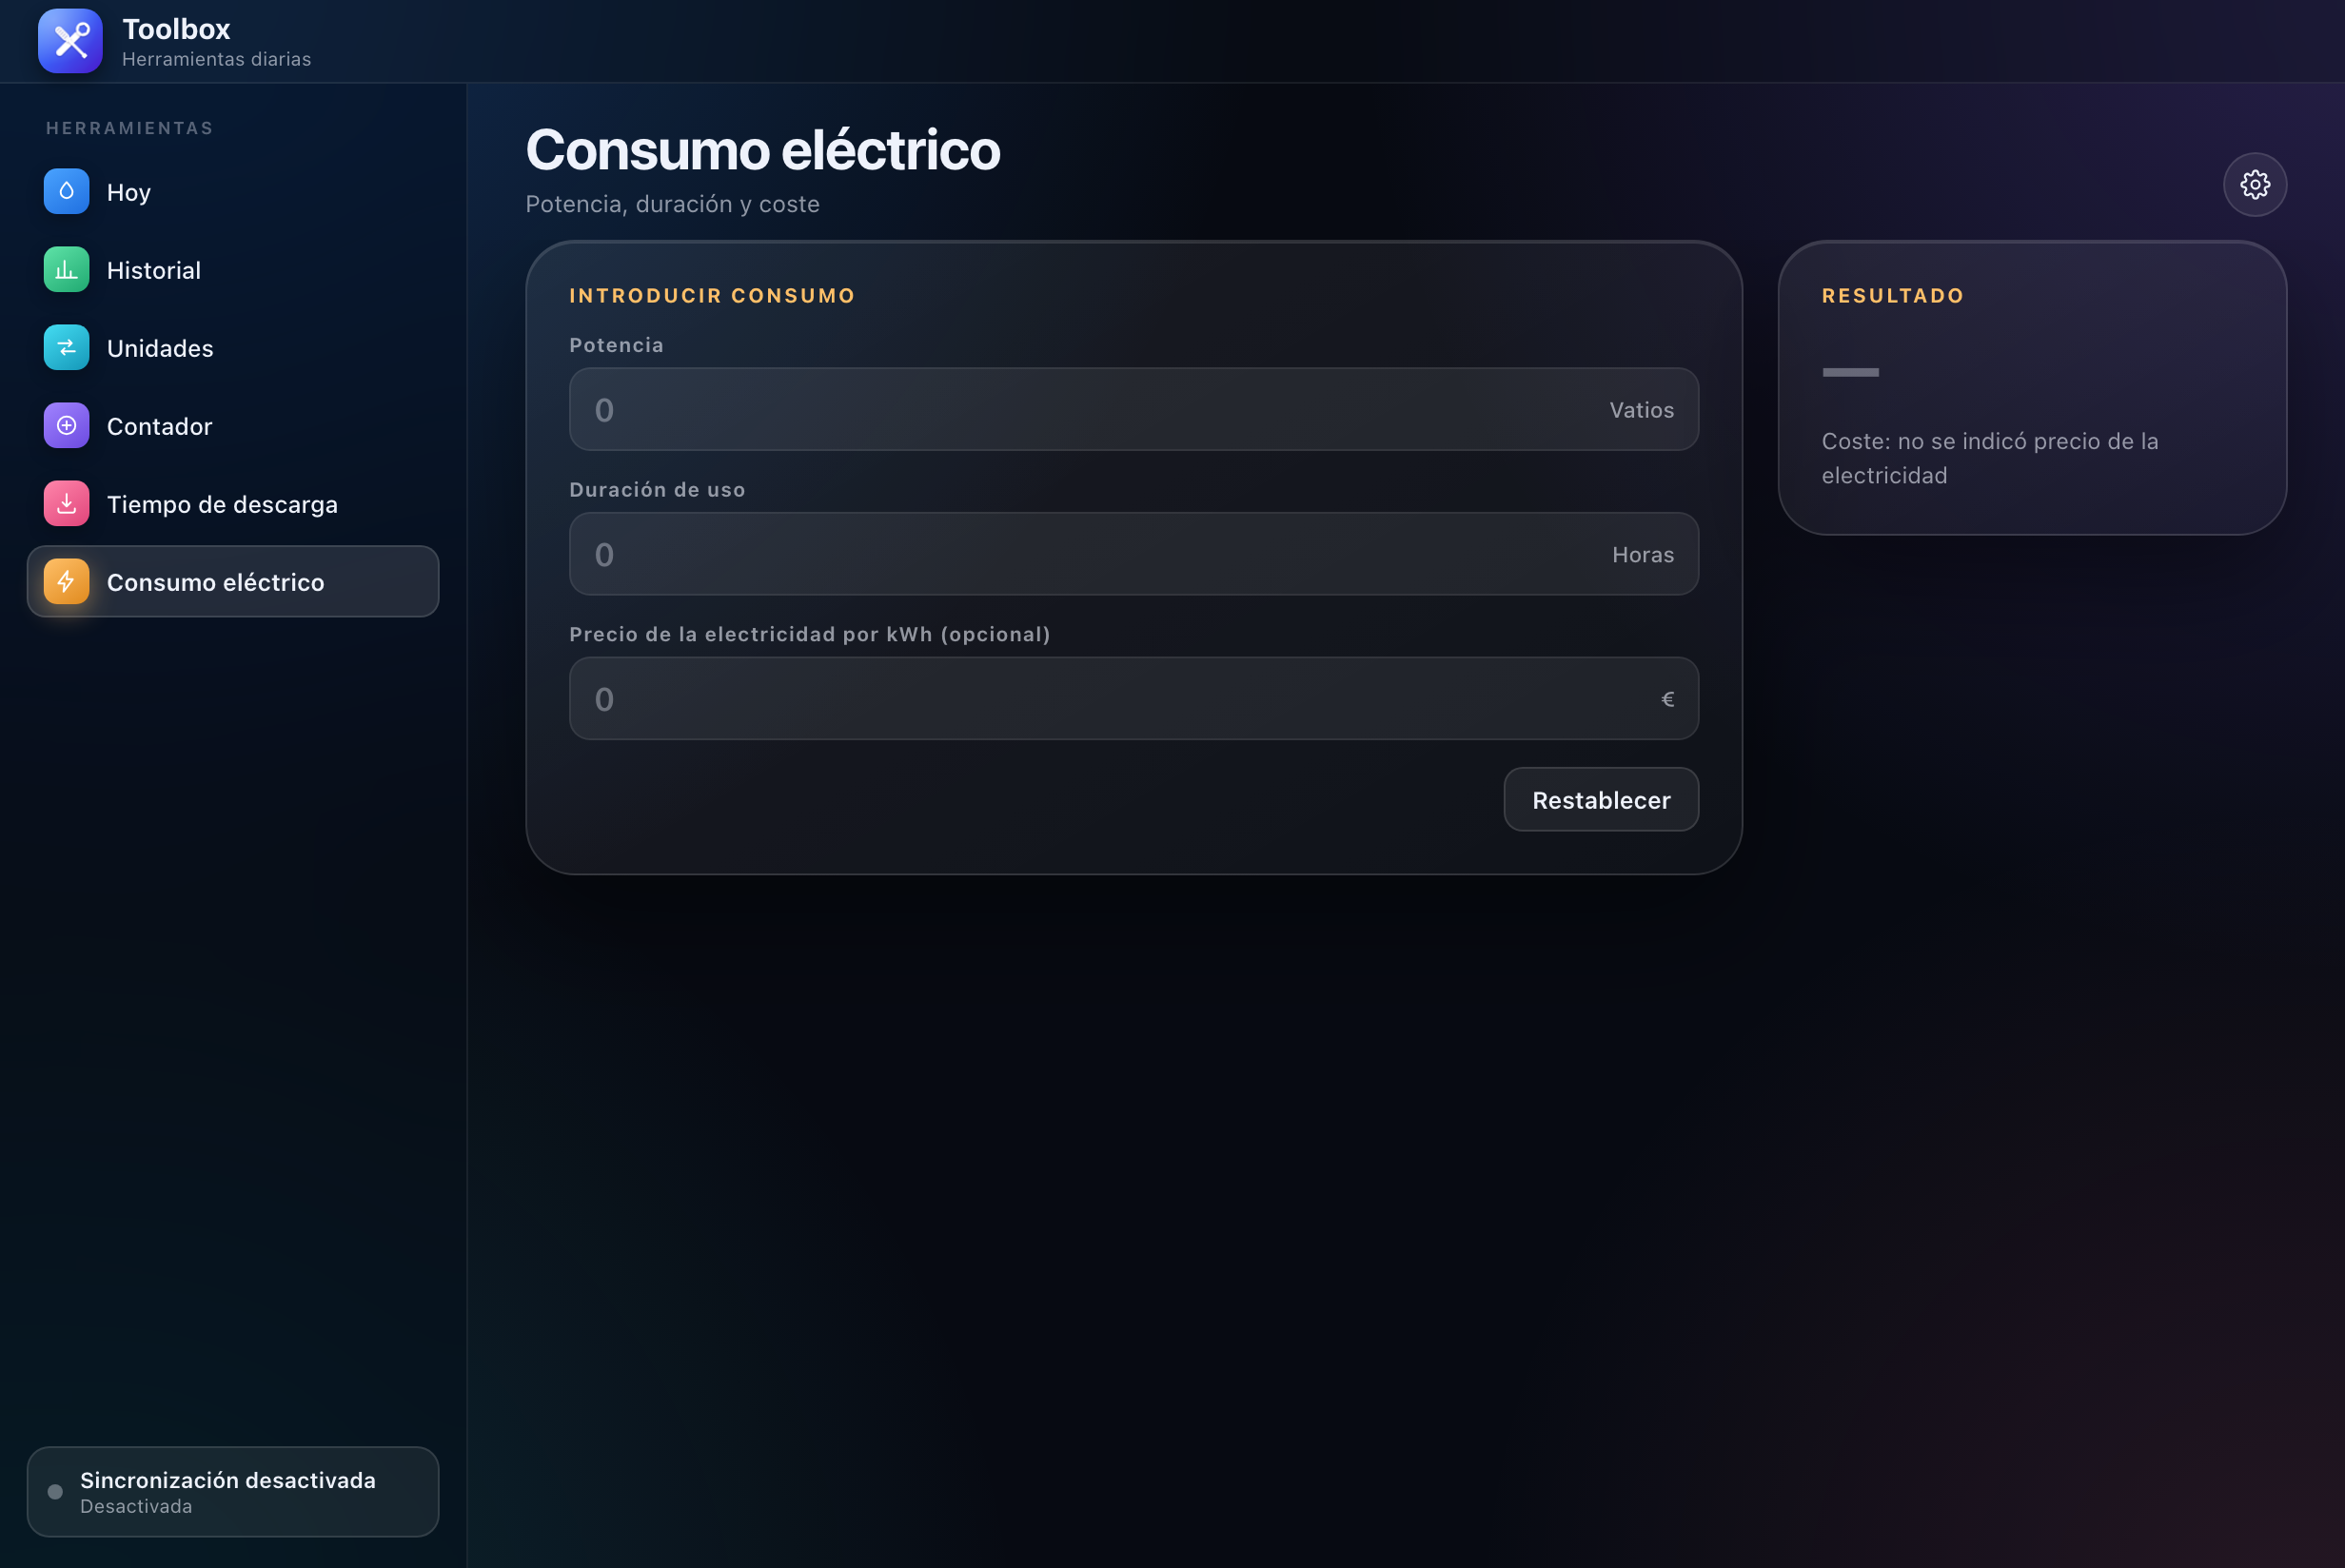 Toolbox
Herramientas diarias
HERRAMIENTAS
Hoy
Historial
Unidades
Contador
Tiempo de descarga
Consumo eléctrico
Sincronización desactivada
Desactivada
Consumo eléctrico
Potencia, duración y coste
INTRODUCIR CONSUMO
Potencia
0 Vatios
Duración de uso
0 Horas
Precio de la electricidad por kWh (opcional)
0 €
Restablecer
RESULTADO
—
Coste: no se indicó precio de la
electricidad